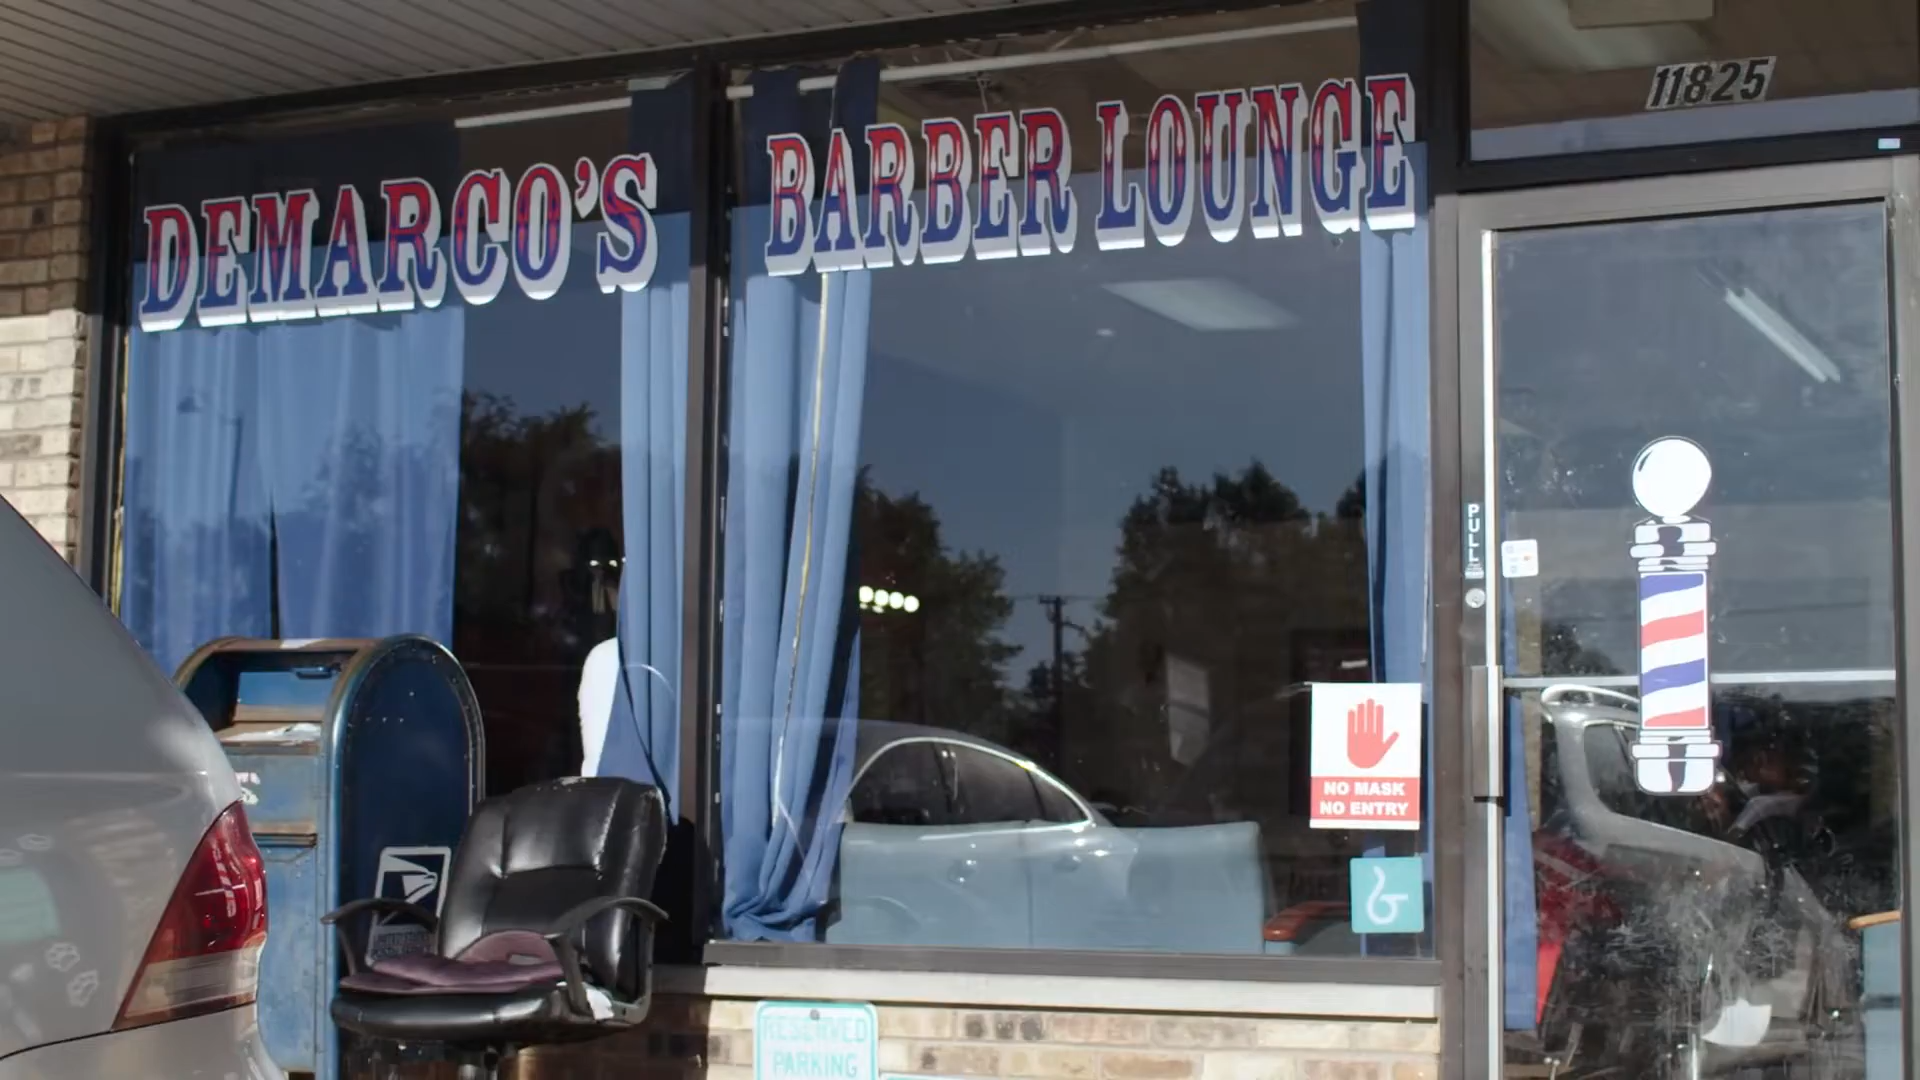 DEMARCO'S BARBER LOUNGE
11825
PULL
NO MASK
NO ENTRY
RESERVED
PARKING